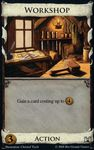 WORKSHOP
Gain a card costing up to 4
3
ACTION